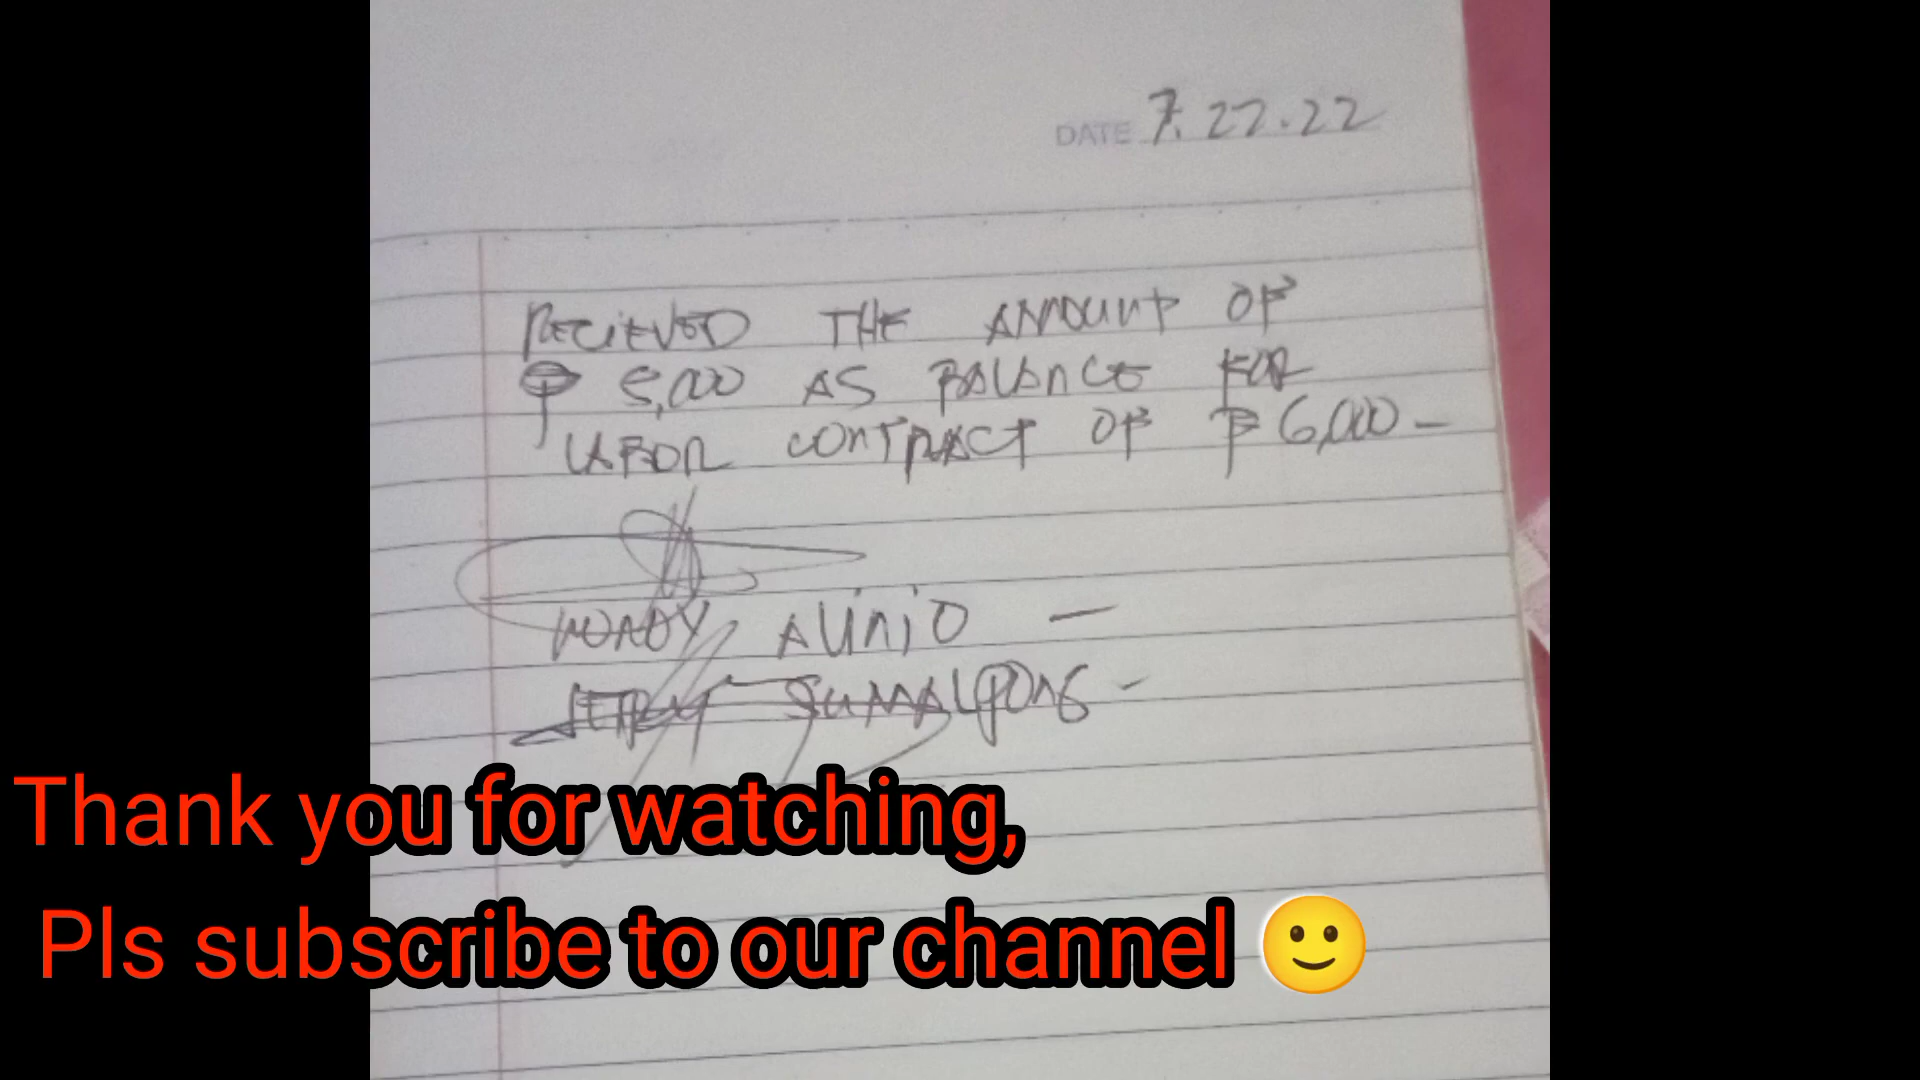 DATE 7.22.22
RECIEVED THE AMOUNT OF
₱ 5,000 AS BALANCE FOR
LABOR CONTRACT OF ₱ 6,000 -
ALINIO -
SUMALPONG -
Thank you for watching,
Pls subscribe to our channel 🙂